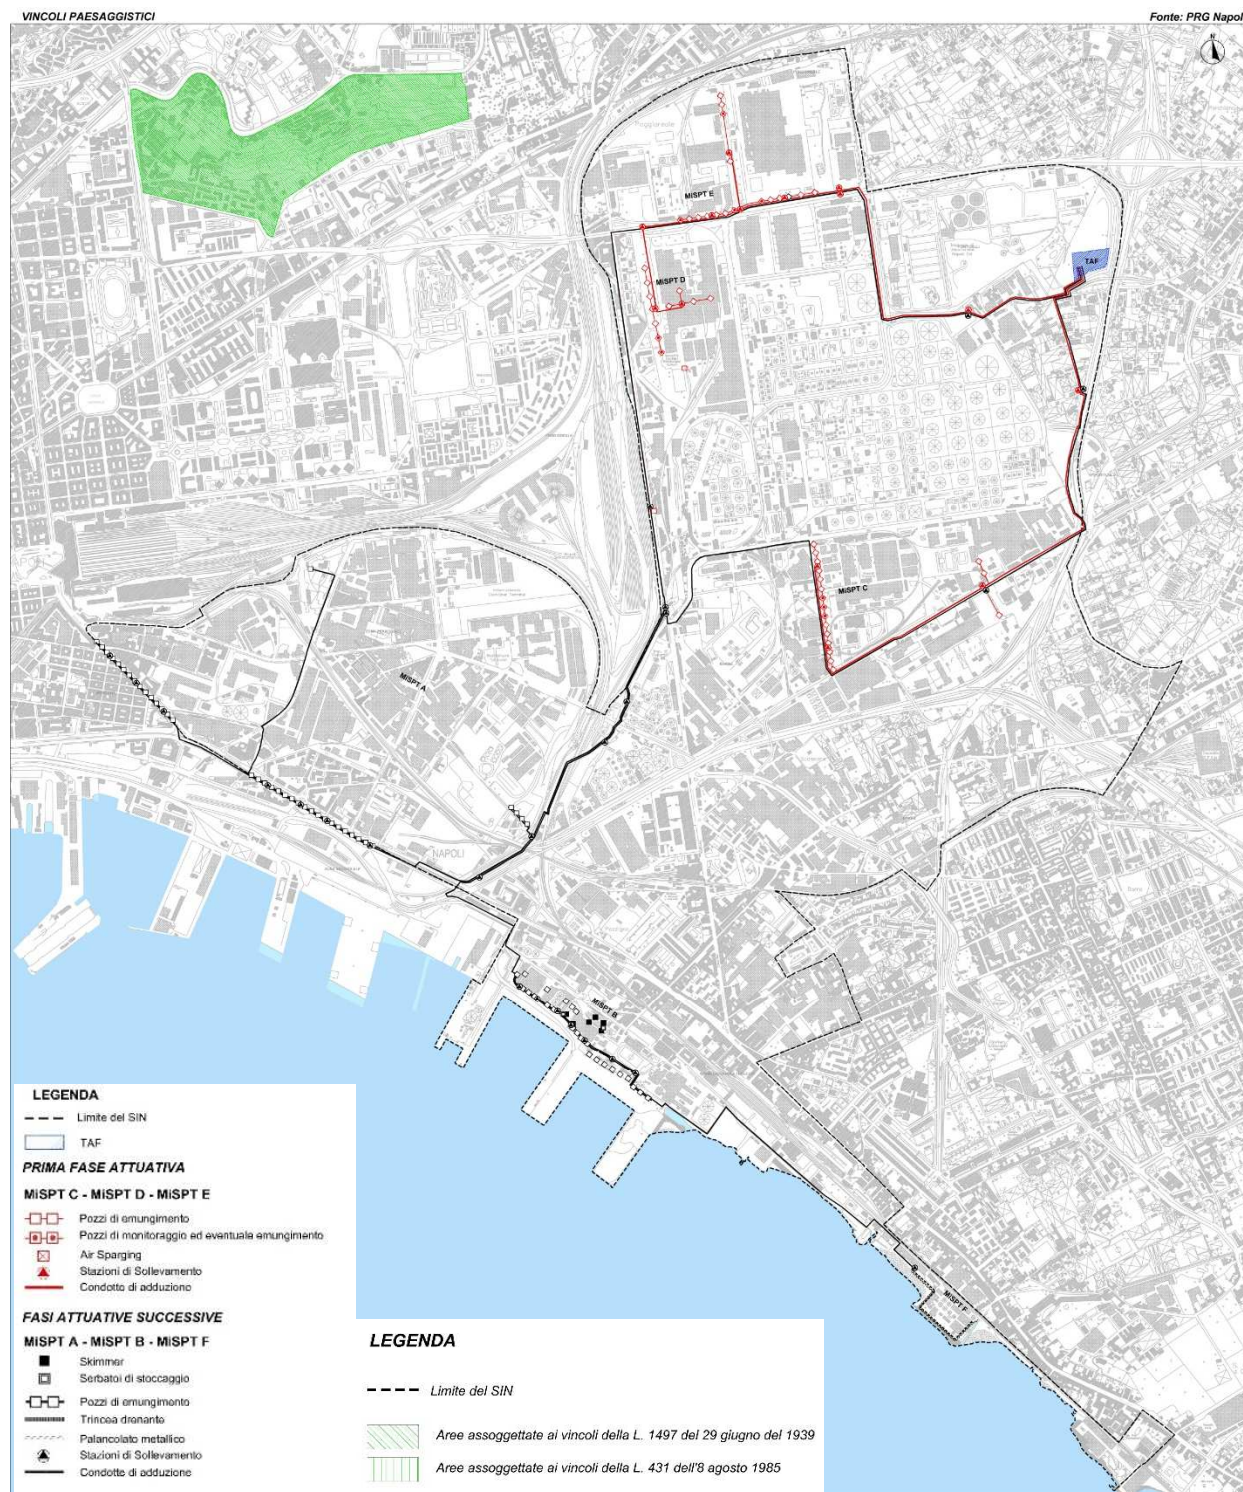 VINCOLI PAESAGGISTICI
Fonte: PRG Napol
N
Poggioreale
MiSPT E
MiSPT D
TAF
MiSPT C
MiSPT A
NAPOLI
MiSPT B
MiSPT F
LEGENDA
Limite del SIN
TAF
PRIMA FASE ATTUATIVA
MiSPT C - MiSPT D - MiSPT E
Pozzi di emungimento
Pozzi di monitoraggio ed eventuale emungimento
Air Sparging
Stazioni di Sollevamento
Condotte di adduzione
FASI ATTUATIVE SUCCESSIVE
MiSPT A - MiSPT B - MiSPT F
Skimmer
Serbatoi di stoccaggio
Pozzi di emungimento
Trincea drenante
Palancolato metallico
Stazioni di Sollevamento
Condotte di adduzione
LEGENDA
Limite del SIN
Aree assoggettate ai vincoli della L. 1497 del 29 giugno del 1939
Aree assoggettate ai vincoli della L. 431 dell'8 agosto 1985